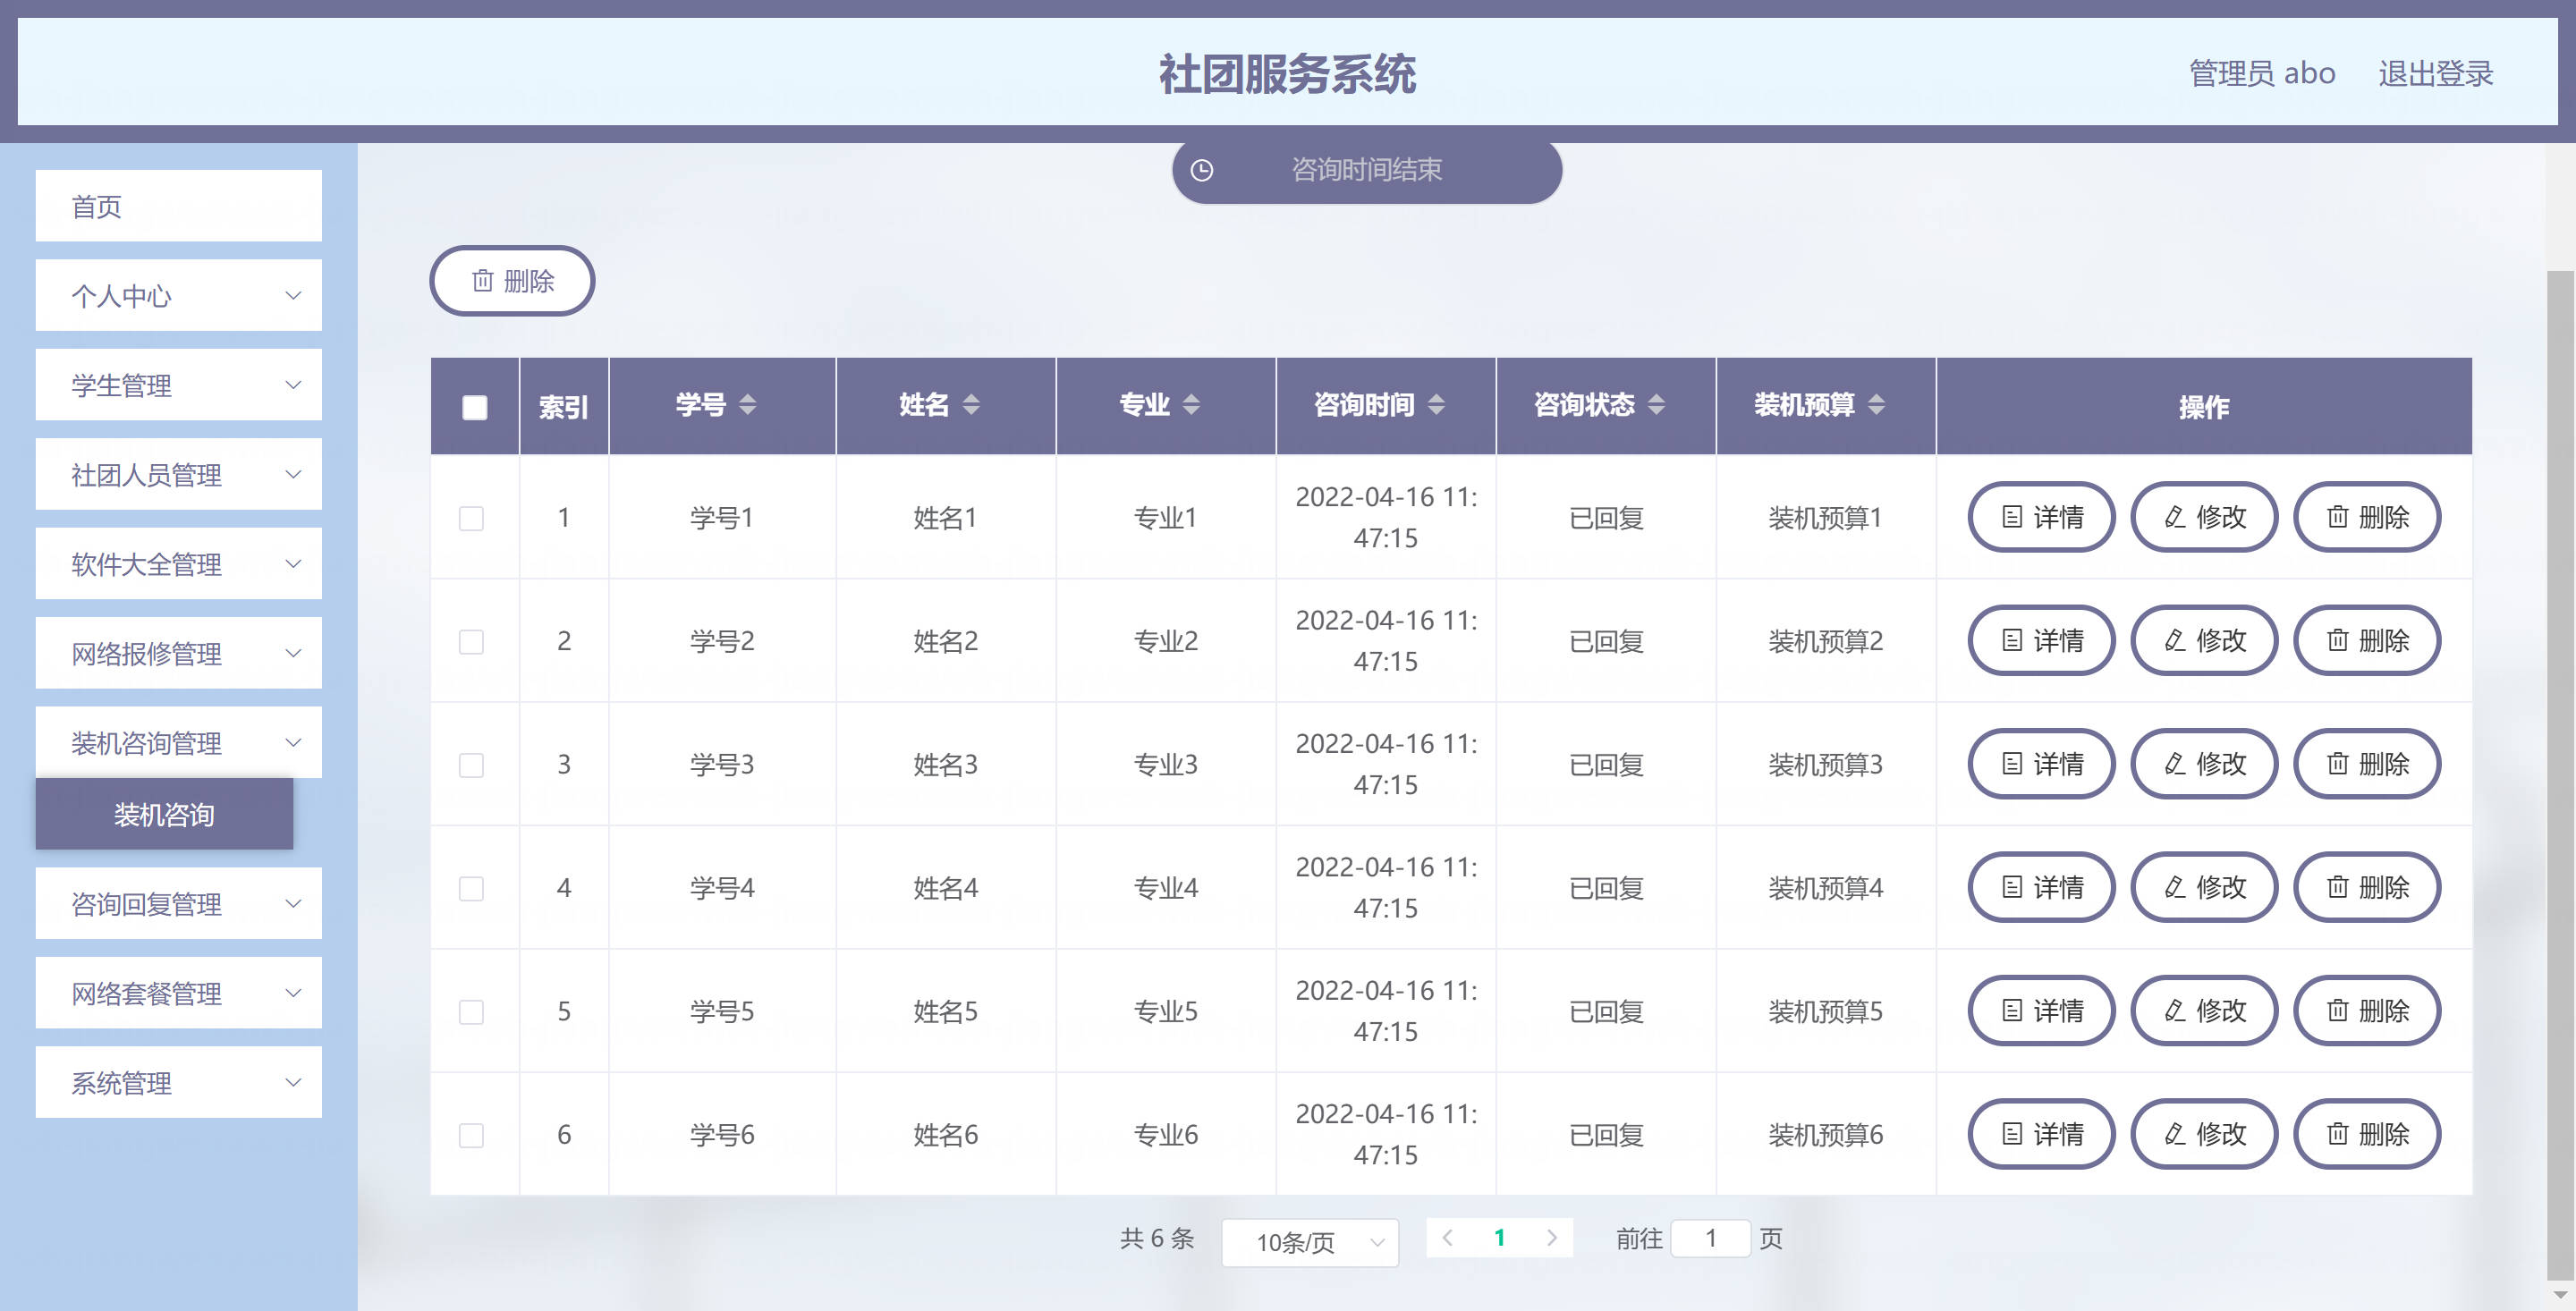 社团服务系统
管理员 abo 退出登录
咨询时间结束
首页
个人中心
学生管理
社团人员管理
软件大全管理
网络报修管理
装机咨询管理
装机咨询
咨询回复管理
网络套餐管理
系统管理
删除
索引 学号 姓名 专业 咨询时间 咨询状态 装机预算 操作
1 学号1 姓名1 专业1 2022-04-16 11:
47:15 已回复 装机预算1 详情 修改 删除
2 学号2 姓名2 专业2 2022-04-16 11:
47:15 已回复 装机预算2 详情 修改 删除
3 学号3 姓名3 专业3 2022-04-16 11:
47:15 已回复 装机预算3 详情 修改 删除
4 学号4 姓名4 专业4 2022-04-16 11:
47:15 已回复 装机预算4 详情 修改 删除
5 学号5 姓名5 专业5 2022-04-16 11:
47:15 已回复 装机预算5 详情 修改 删除
6 学号6 姓名6 专业6 2022-04-16 11:
47:15 已回复 装机预算6 详情 修改 删除
共 6 条 10条/页 1 前往 1 页